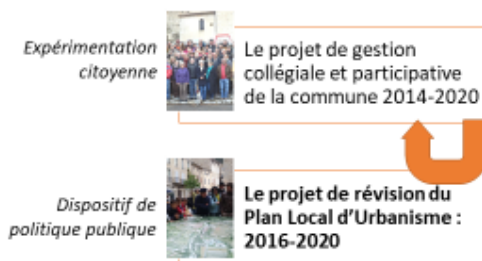 Expérimentation
citoyenne
Le projet de gestion
collégiale et participative
de la commune 2014-2020
Dispositif de
politique publique
Le projet de révision du
Plan Local d'Urbanisme :
2016-2020